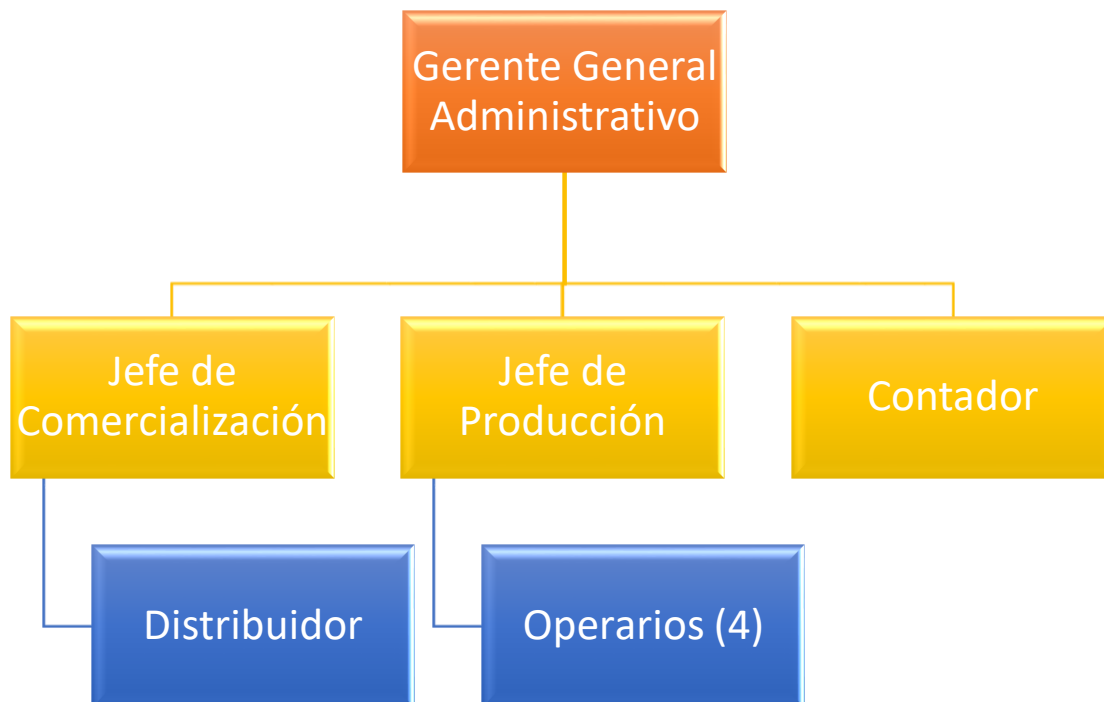 Gerente General
Administrativo
Jefe de
Comercialización
Jefe de
Producción
Contador
Distribuidor
Operarios (4)